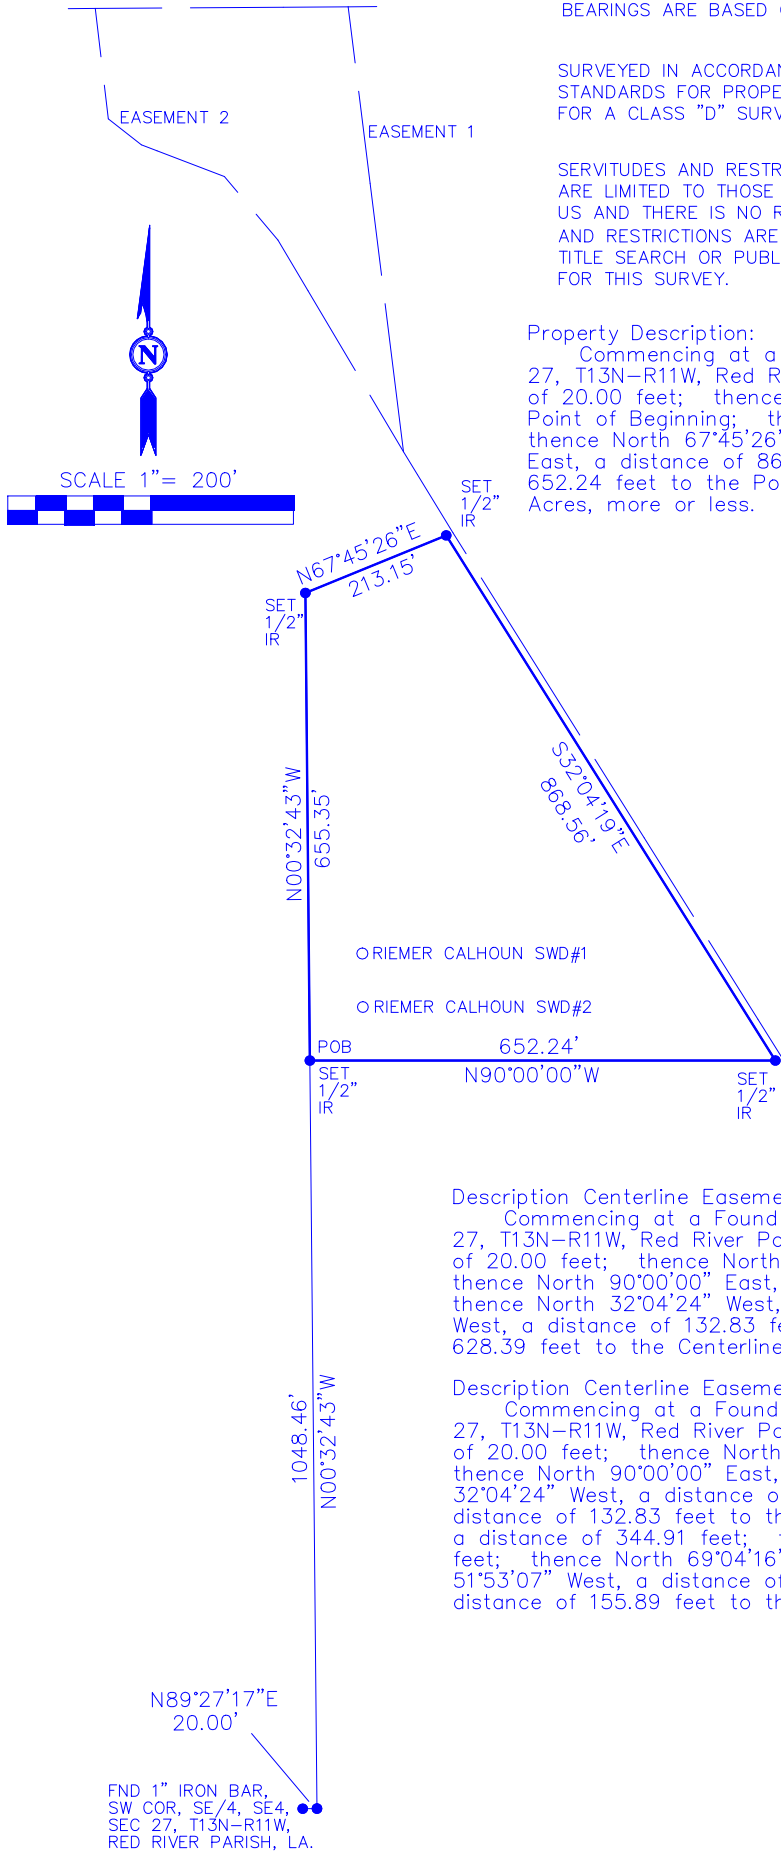 BEARINGS ARE BASED
SURVEYED IN ACCORDAN
STANDARDS FOR PROPE
FOR A CLASS "D" SURV
EASEMENT 2
EASEMENT 1
SERVITUDES AND RESTR
ARE LIMITED TO THOSE
US AND THERE IS NO R
AND RESTRICTIONS ARE
TITLE SEARCH OR PUBL
FOR THIS SURVEY.
N
SCALE 1"= 200'
Property Description:
Commencing at a
27, T13N-R11W, Red R
of 20.00 feet; thence
Point of Beginning; th
thence North 67°45'26"
East, a distance of 86
652.24 feet to the Po
Acres, more or less.
SET
1/2"
IR
N67°45'26"E
213.15'
SET
1/2"
IR
N00°32'43"W
655.35'
S32°04'19"E
868.56'
RIEMER CALHOUN SWD#1
RIEMER CALHOUN SWD#2
POB
652.24'
N90°00'00"W
SET
1/2"
IR
SET
1/2"
IR
Description Centerline Easeme
Commencing at a Found
27, T13N-R11W, Red River Pa
of 20.00 feet; thence North
thence North 90°00'00" East,
thence North 32°04'24" West,
West, a distance of 132.83 fe
628.39 feet to the Centerline
Description Centerline Easeme
Commencing at a Found
27, T13N-R11W, Red River Pa
of 20.00 feet; thence North
thence North 90°00'00" East,
32°04'24" West, a distance o
distance of 132.83 feet to th
a distance of 344.91 feet; t
feet; thence North 69°04'16"
51°53'07" West, a distance of
distance of 155.89 feet to th
1048.46'
N00°32'43"W
N89°27'17"E
20.00'
FND 1" IRON BAR,
SW COR, SE/4, SE4,
SEC 27, T13N-R11W,
RED RIVER PARISH, LA.